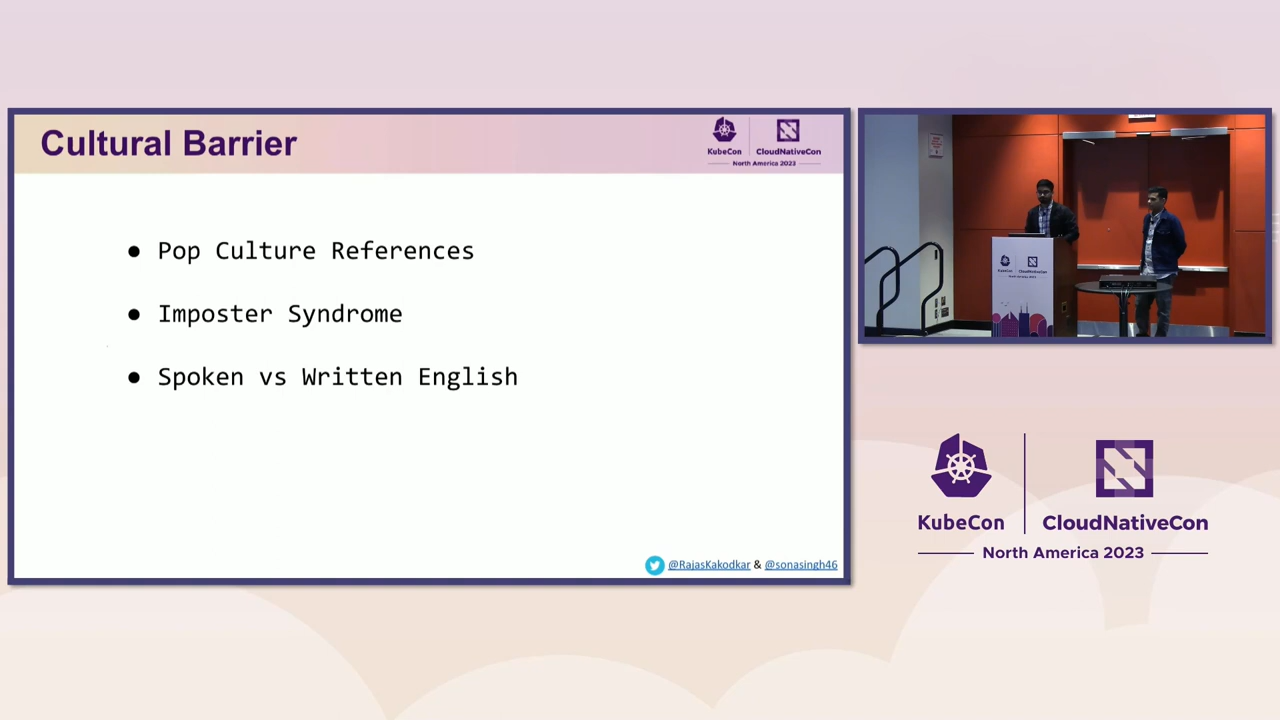 Cultural Barrier
KubeCon
CloudNativeCon
North America 2023
● Pop Culture References
● Imposter Syndrome
● Spoken vs Written English
@RajasKakodkar & @sonasingh46
KubeCon
CloudNativeCon
North America 2023